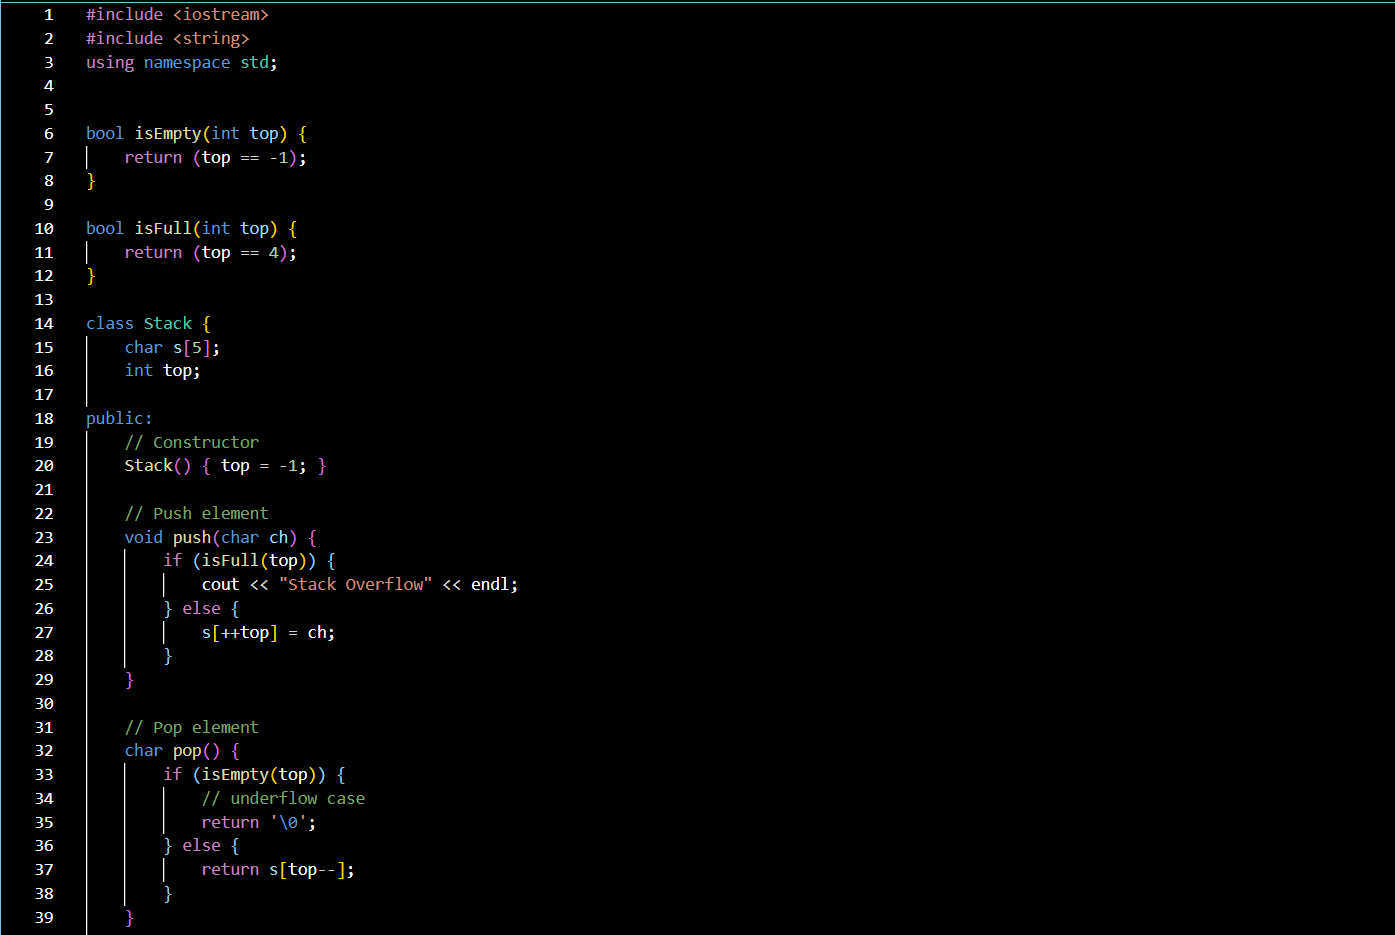 1 #include <iostream>
2 #include <string>
3 using namespace std;
4
5
6 bool isEmpty(int top) {
7     return (top == -1);
8 }
9
10 bool isFull(int top) {
11     return (top == 4);
12 }
13
14 class Stack {
15     char s[5];
16     int top;
17
18 public:
19     // Constructor
20     Stack() { top = -1; }
21
22     // Push element
23     void push(char ch) {
24         if (isFull(top)) {
25             cout << "Stack Overflow" << endl;
26         } else {
27             s[++top] = ch;
28         }
29     }
30
31     // Pop element
32     char pop() {
33         if (isEmpty(top)) {
34             // underflow case
35             return '\0';
36         } else {
37             return s[top--];
38         }
39     }